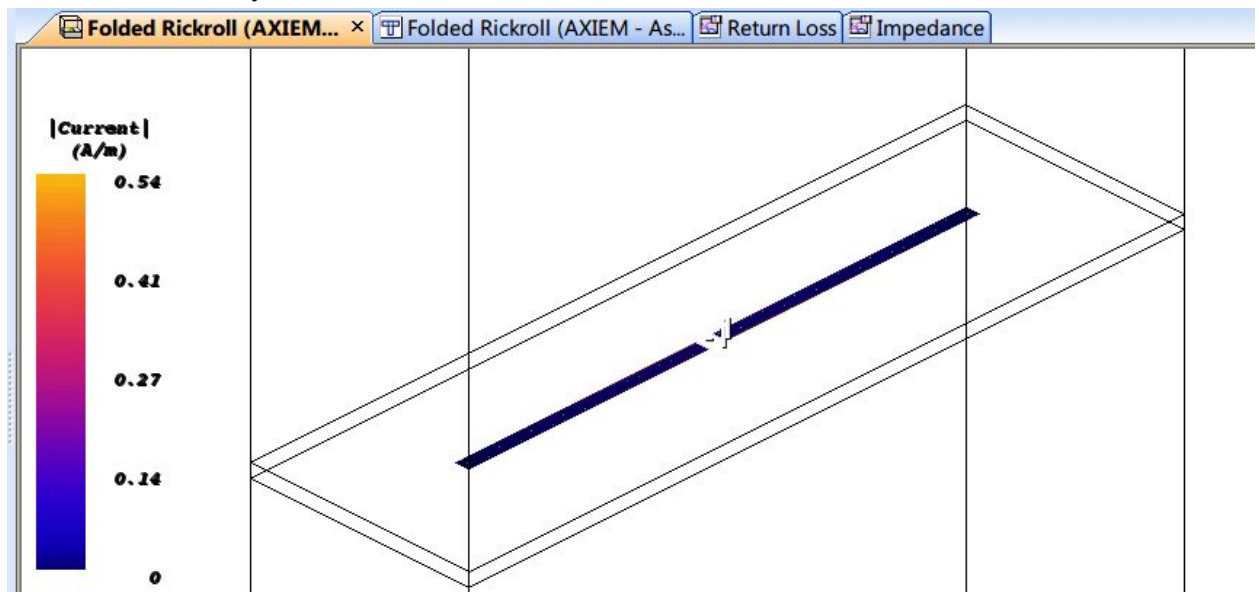 Folded Rickroll (AXIEM... × Folded Rickroll (AXIEM - As... Return Loss Impedance
|Current|
(A/m)
0.54
0.41
0.27
0.14
0